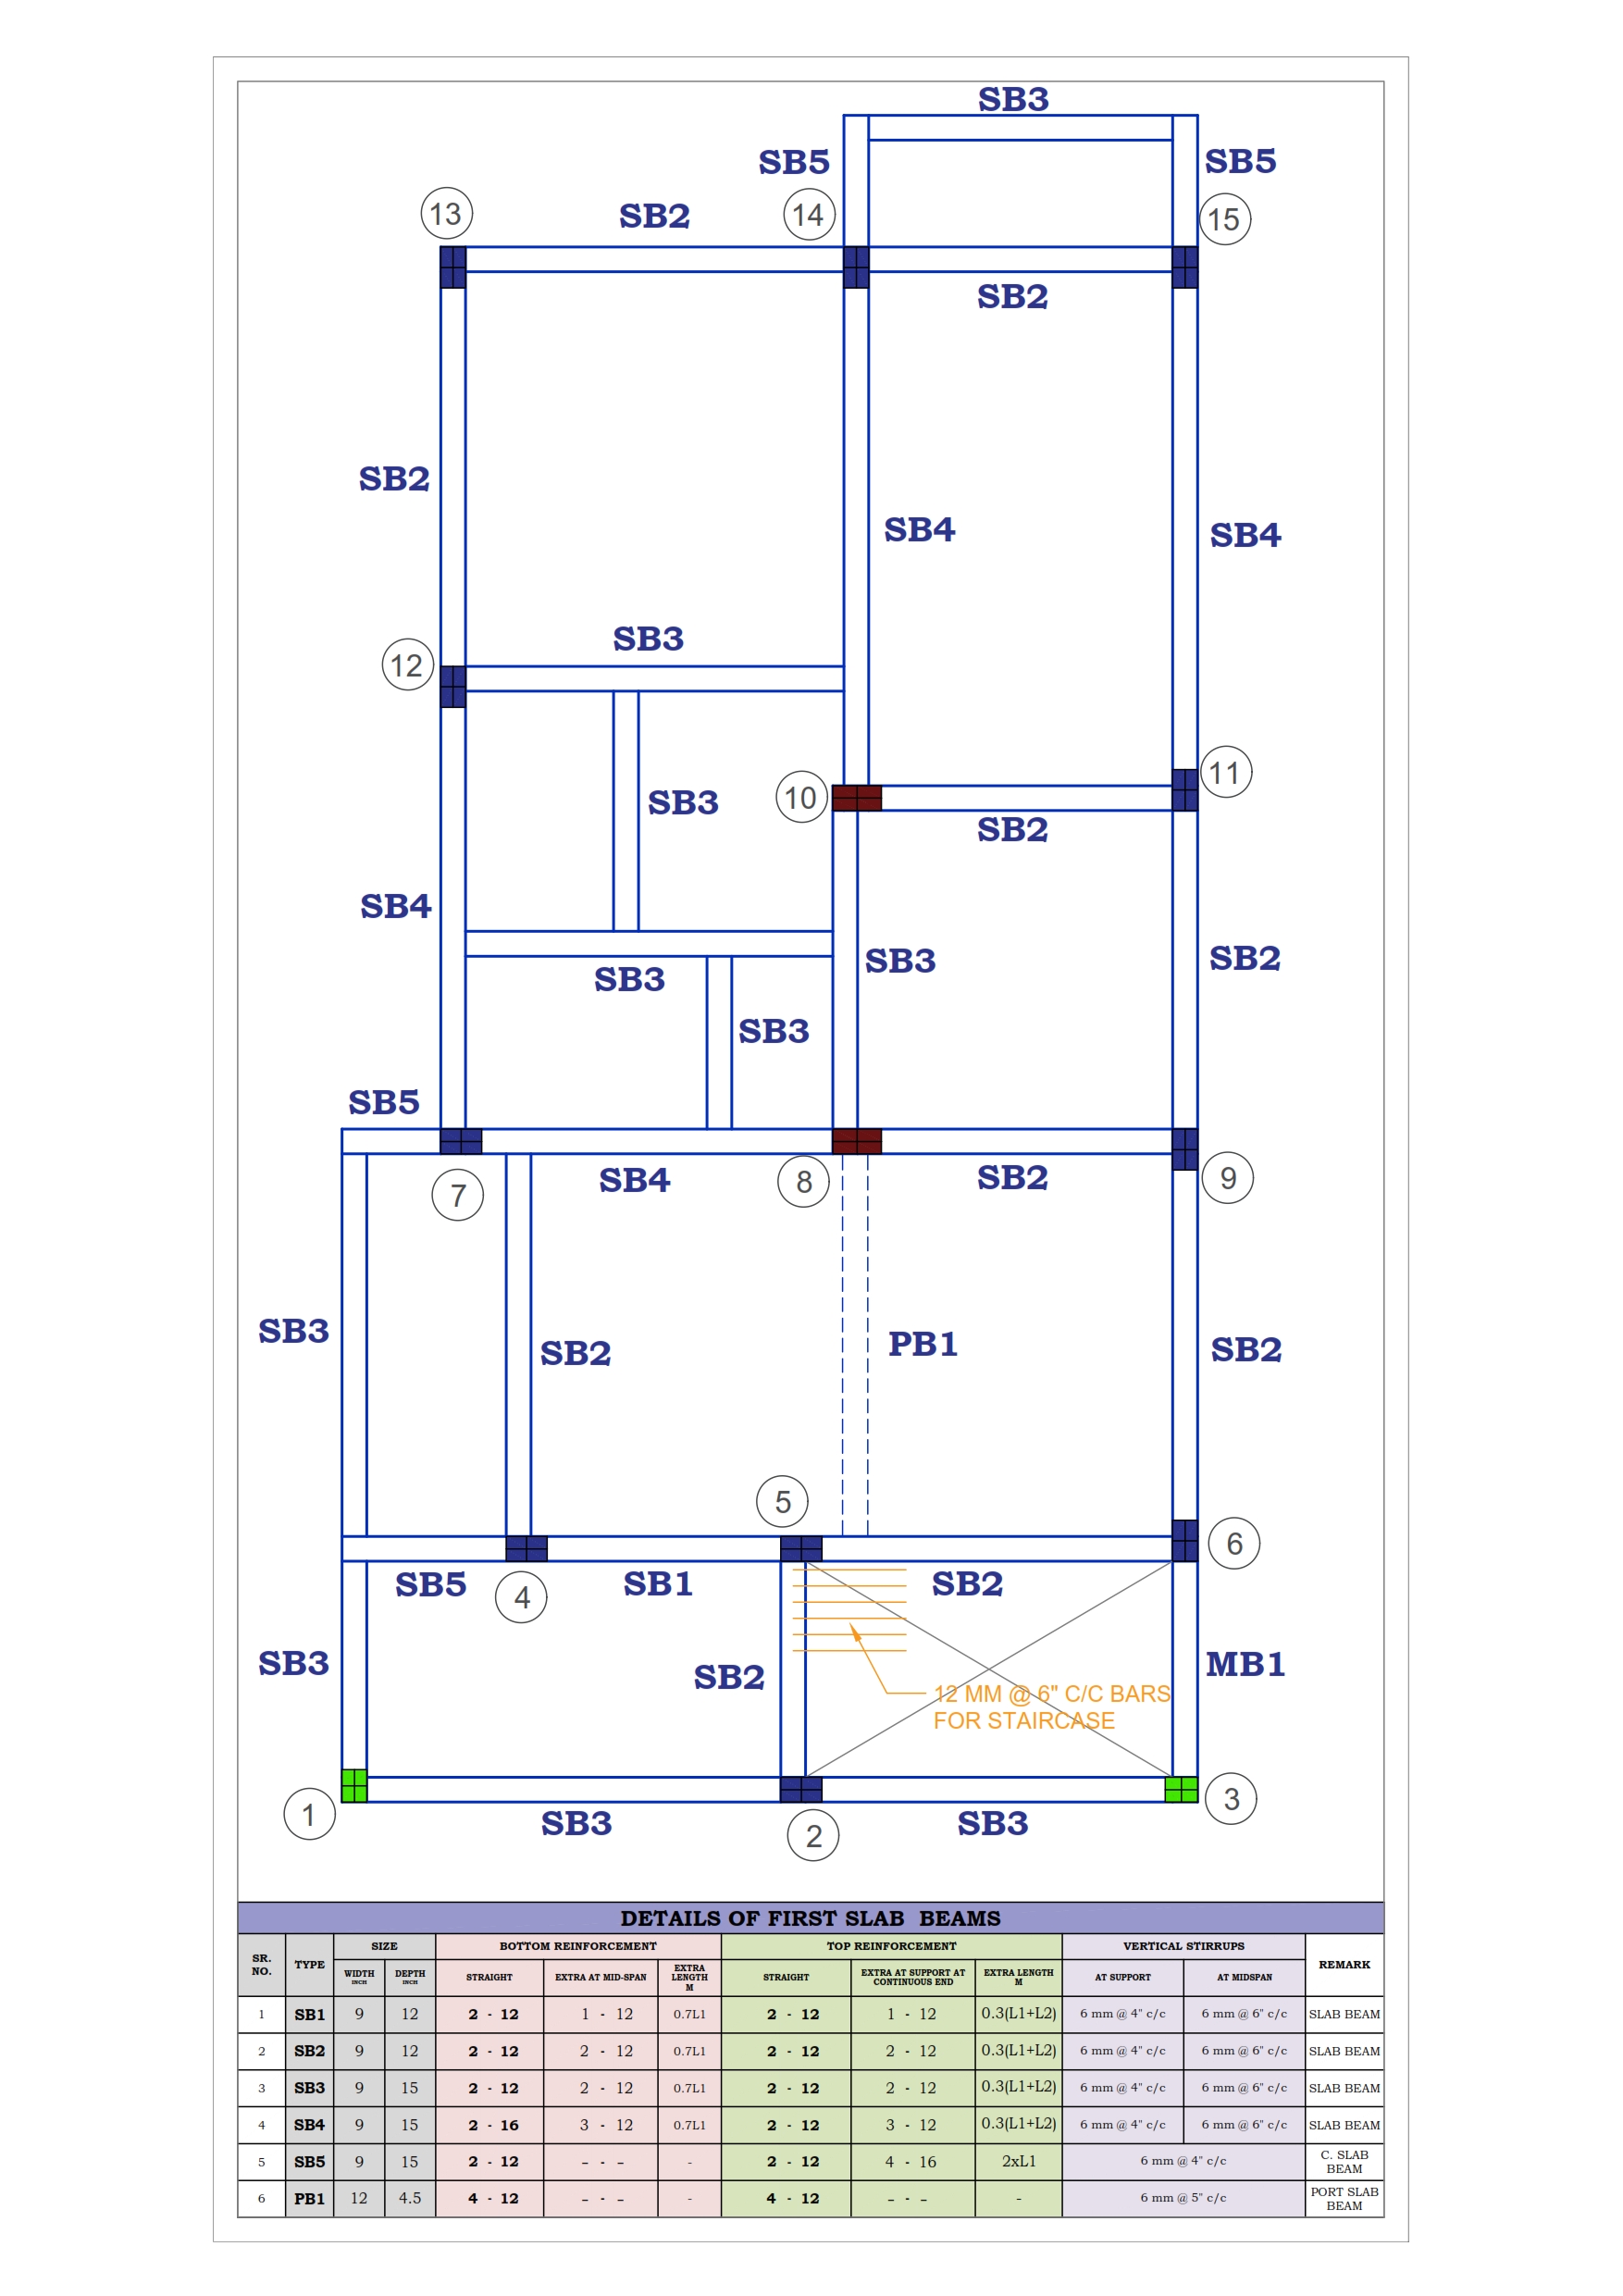 SB3
SB5
SB5
13
SB2
14
15
SB2
SB2
SB4
SB4
SB3
12
11
10
SB3
SB2
SB4
SB3
SB2
SB3
SB3
SB5
SB4
8
SB2
9
7
SB3
SB2
PB1
SB2
5
6
SB5
4
SB1
SB2
SB3
SB2
MB1
12 MM @ 6" C/C BARS
FOR STAIRCASE
1
SB3
2
SB3
3
DETAILS OF FIRST SLAB BEAMS
SR. NO. TYPE SIZE BOTTOM REINFORCEMENT TOP REINFORCEMENT VERTICAL STIRRUPS REMARK
WIDTH INCH DEPTH INCH STRAIGHT EXTRA AT MID-SPAN EXTRA LENGTH M STRAIGHT EXTRA AT SUPPORT AT CONTINUOUS END EXTRA LENGTH M AT SUPPORT AT MIDSPAN
1 SB1 9 12 2 - 12 1 - 12 0.7L1 2 - 12 1 - 12 0.3(L1+L2) 6 mm @ 4" c/c 6 mm @ 6" c/c SLAB BEAM
2 SB2 9 12 2 - 12 2 - 12 0.7L1 2 - 12 2 - 12 0.3(L1+L2) 6 mm @ 4" c/c 6 mm @ 6" c/c SLAB BEAM
3 SB3 9 15 2 - 12 2 - 12 0.7L1 2 - 12 2 - 12 0.3(L1+L2) 6 mm @ 4" c/c 6 mm @ 6" c/c SLAB BEAM
4 SB4 9 15 2 - 16 3 - 12 0.7L1 2 - 12 3 - 12 0.3(L1+L2) 6 mm @ 4" c/c 6 mm @ 6" c/c SLAB BEAM
5 SB5 9 15 2 - 12 - - - - 2 - 12 4 - 16 2xL1 6 mm @ 4" c/c C. SLAB BEAM
6 PB1 12 4.5 4 - 12 - - - - 4 - 12 - - - - 6 mm @ 5" c/c PORT SLAB BEAM